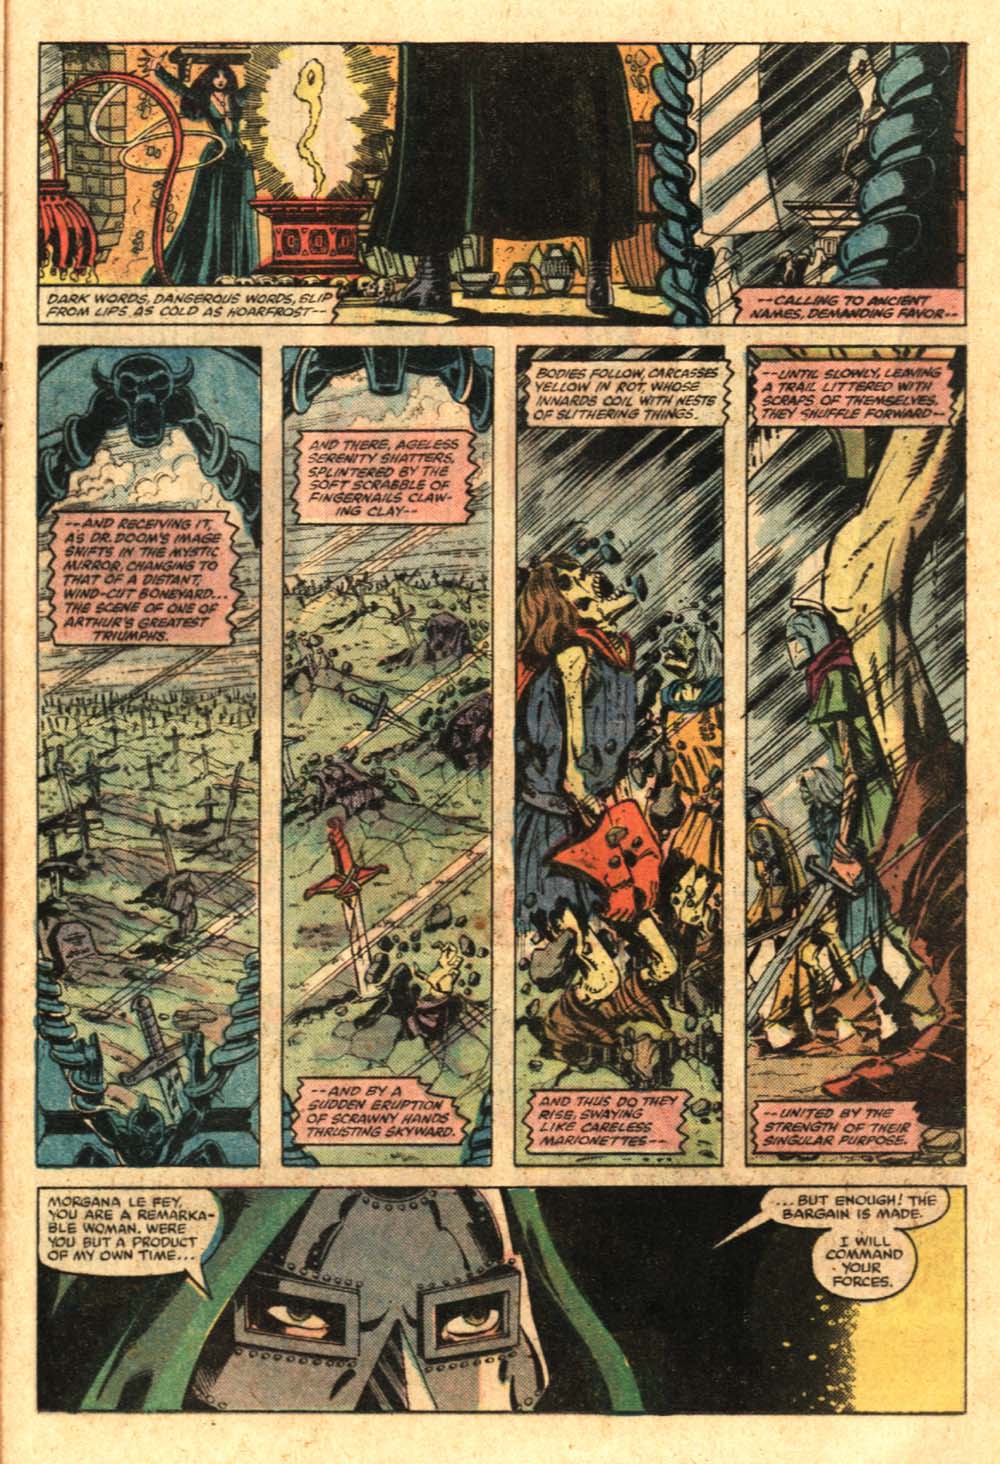 DARK WORDS, DANGEROUS WORDS, SLIP
FROM LIPS AS COLD AS HOARFROST--
--CALLING TO ANCIENT
NAMES, DEMANDING FAVOR--
--AND RECEIVING IT,
AS DR. DOOM'S IMAGE
SHIFTS IN THE MYSTIC
MIRROR, CHANGING TO
THAT OF A DISTANT,
WIND-CUT BONEYARD...
THE SCENE OF ONE OF
ARTHUR'S GREATEST
TRIUMPHS.
AND THERE, AGELESS
SERENITY SHATTERS,
SPLINTERED BY THE
SOFT SCRABBLE OF
FINGERNAILS CLAW-
ING CLAY--
--AND BY A
SUDDEN ERUPTION
OF SCRAWNY HANDS
THRUSTING SKYWARD.
BODIES FOLLOW, CARCASSES
YELLOW IN ROT, WHOSE
INNARDS COIL WITH NESTS
OF SLITHERING THINGS.
AND THUS DO THEY
RISE, SWAYING
LIKE CARELESS
MARIONETTES--
--UNTIL SLOWLY, LEAVING
A TRAIL LITTERED WITH
SCRAPS OF THEMSELVES,
THEY SHUFFLE FORWARD--
--UNITED BY THE
STRENGTH OF THEIR
SINGULAR PURPOSE.
MORGANA LE FEY,
YOU ARE A REMARKA-
BLE WOMAN. WERE
YOU BUT A PRODUCT
OF MY OWN TIME...
...BUT ENOUGH! THE
BARGAIN IS MADE.
I WILL
COMMAND
YOUR
FORCES.